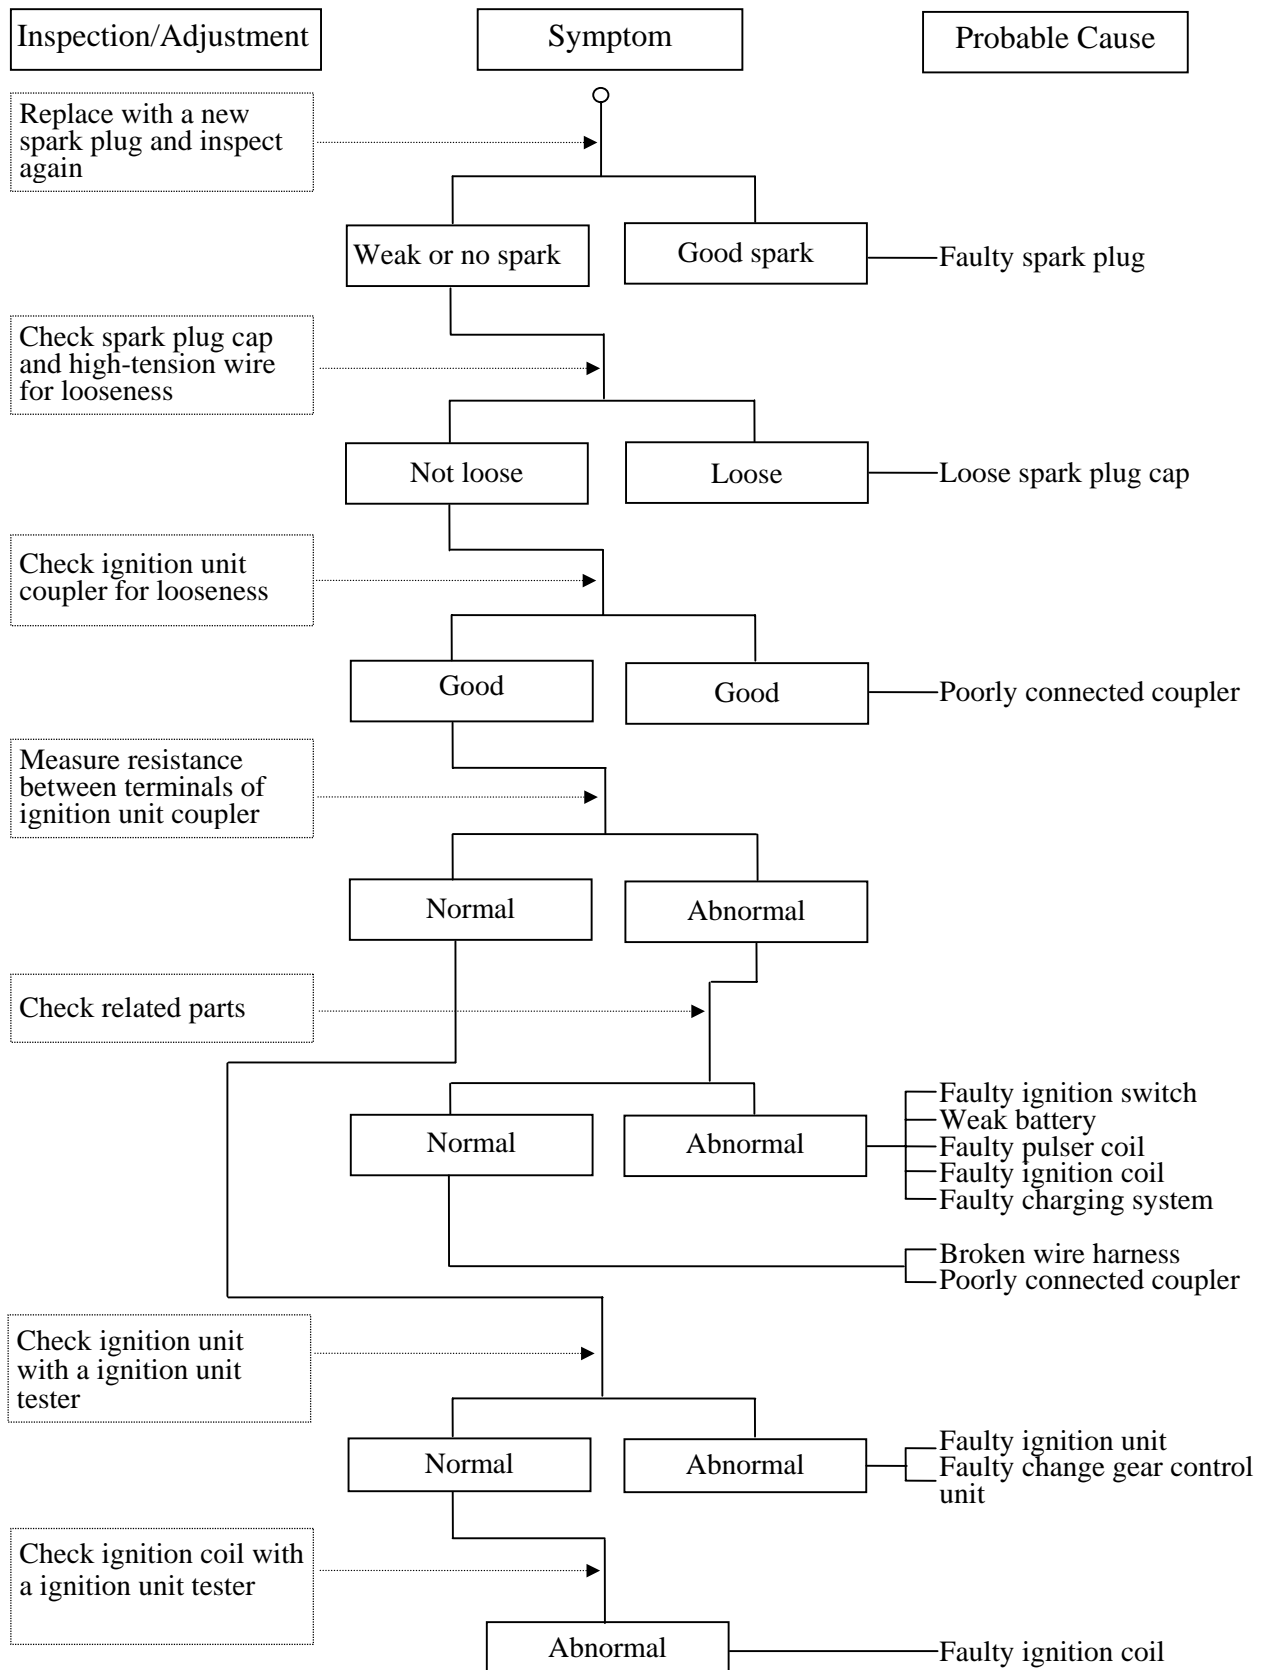 Inspection/Adjustment
Symptom
Probable Cause
Replace with a new
spark plug and inspect
again
Weak or no spark
Good spark
Faulty spark plug
Check spark plug cap
and high-tension wire
for looseness
Not loose
Loose
Loose spark plug cap
Check ignition unit
coupler for looseness
Good
Good
Poorly connected coupler
Measure resistance
between terminals of
ignition unit coupler
Normal
Abnormal
Check related parts
Normal
Abnormal
Faulty ignition switch
Weak battery
Faulty pulser coil
Faulty ignition coil
Faulty charging system
Broken wire harness
Poorly connected coupler
Check ignition unit
with a ignition unit
tester
Normal
Abnormal
Faulty ignition unit
Faulty change gear control
unit
Check ignition coil with
a ignition unit tester
Abnormal
Faulty ignition coil